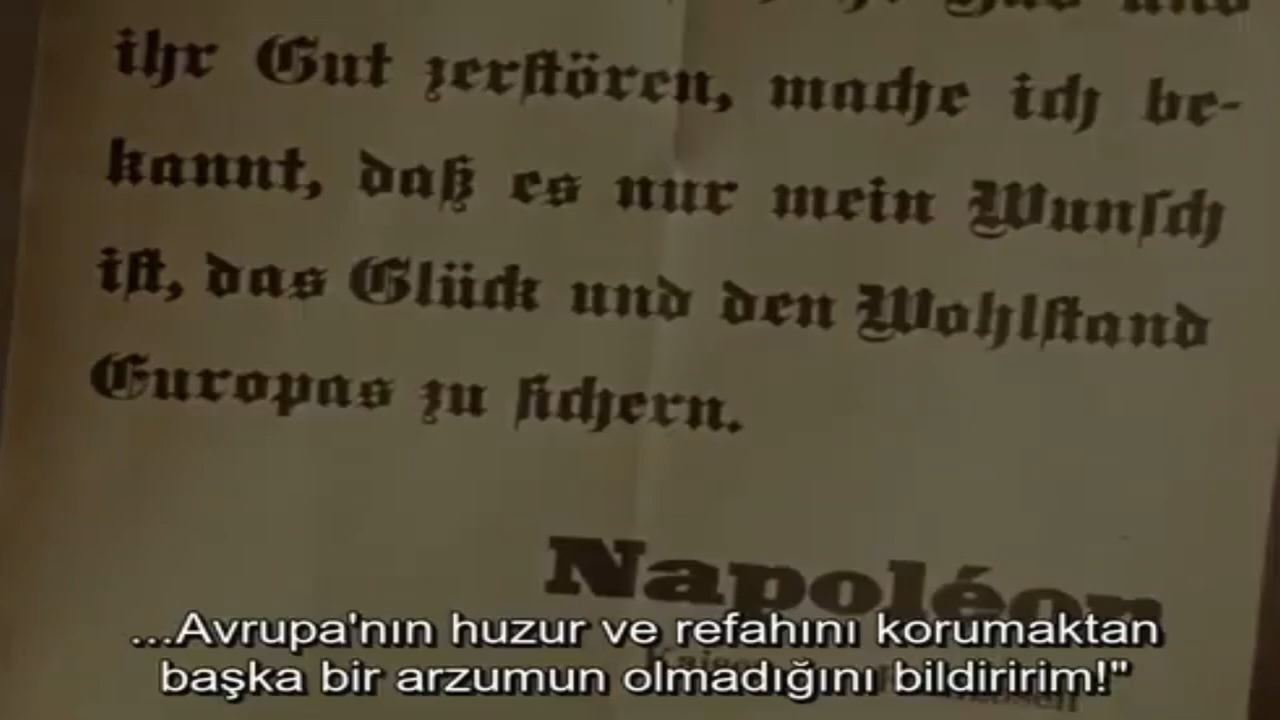 ihr Gut zerstören, mache ich be-
kannt, daß es nur mein Wunsch
ist, das Glück und den Wohlstand
Europas zu sichern.
Napoléon
...Avrupa'nın huzur ve refahını korumaktan
başka bir arzumun olmadığını bildiririm!"